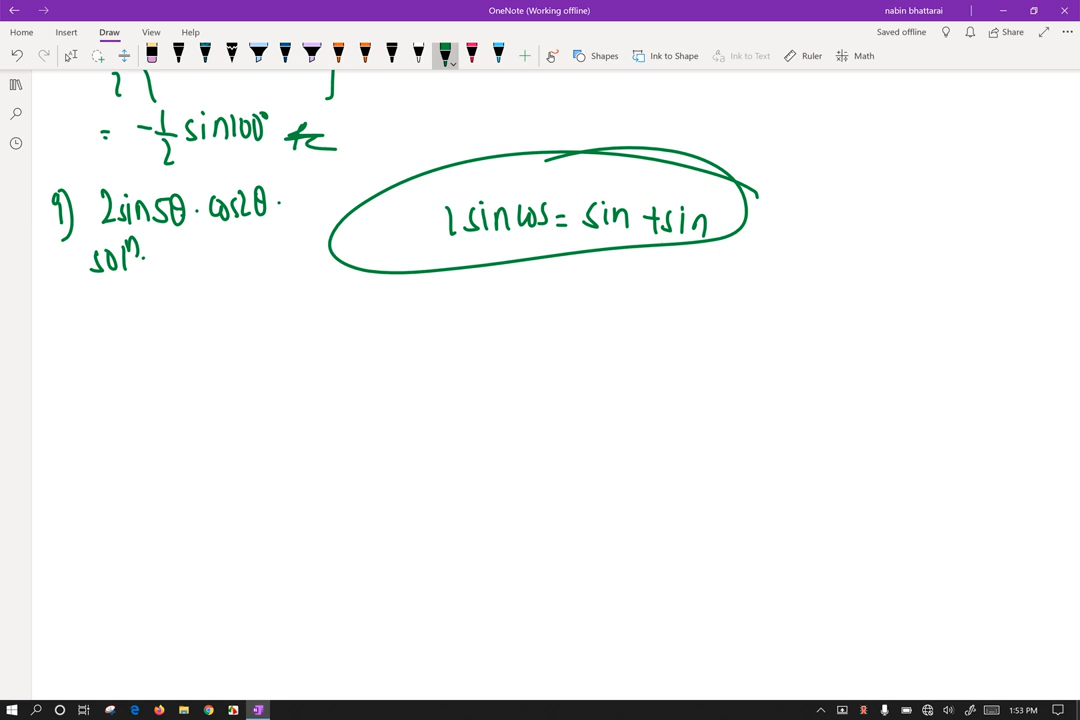 OneNote (Working offline)
nabin bhattarai
Home Insert Draw View Help
Saved offline
Share
Shapes
Ink to Shape
Ink to Text
Ruler
Math
= -1/2 sin100°
9) 2sin5θ · cos2θ ·
2 sin cos = sin + sin
solⁿ.
1:53 PM